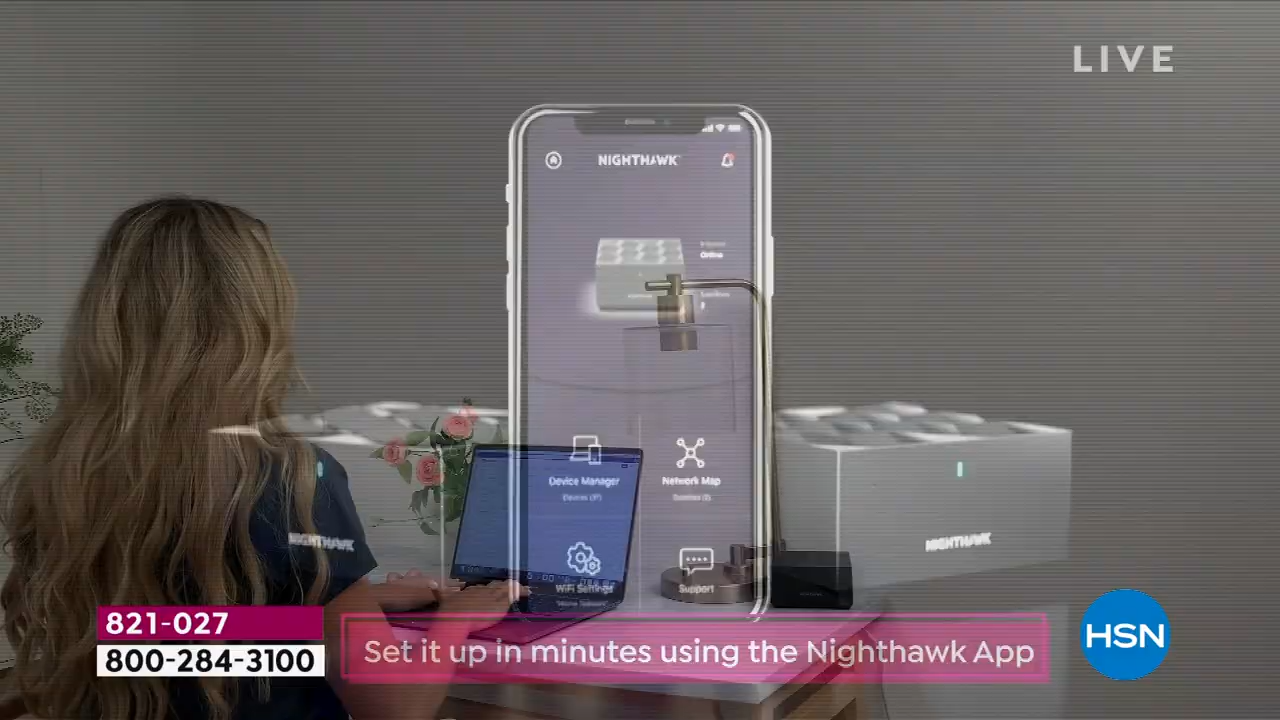 LIVE
NIGHTHAWK
Online
Device Manager
Network Map
NIGHTHAWK
NIGHTHAWK
WiFi Settings
Support
821-027
800-284-3100
Set it up in minutes using the Nighthawk App
HSN